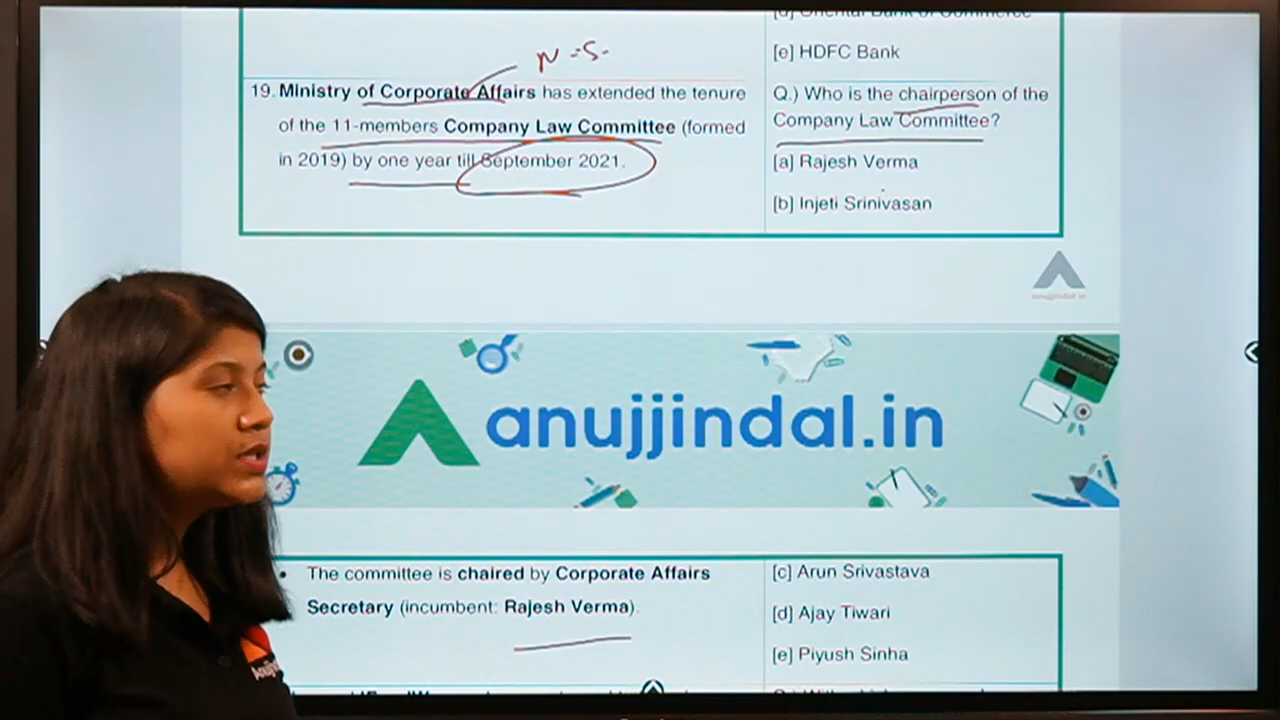 [e] HDFC Bank
N.S.
19. Ministry of Corporate Affairs has extended the tenure
of the 11-members Company Law Committee (formed
in 2019) by one year till September 2021.
Q.) Who is the chairperson of the
Company Law Committee?
[a] Rajesh Verma
[b] Injeti Srinivasan
anujjindal.in
anujjindal.in
• The committee is chaired by Corporate Affairs
Secretary (incumbent: Rajesh Verma).
[c] Arun Srivastava
[d] Ajay Tiwari
[e] Piyush Sinha